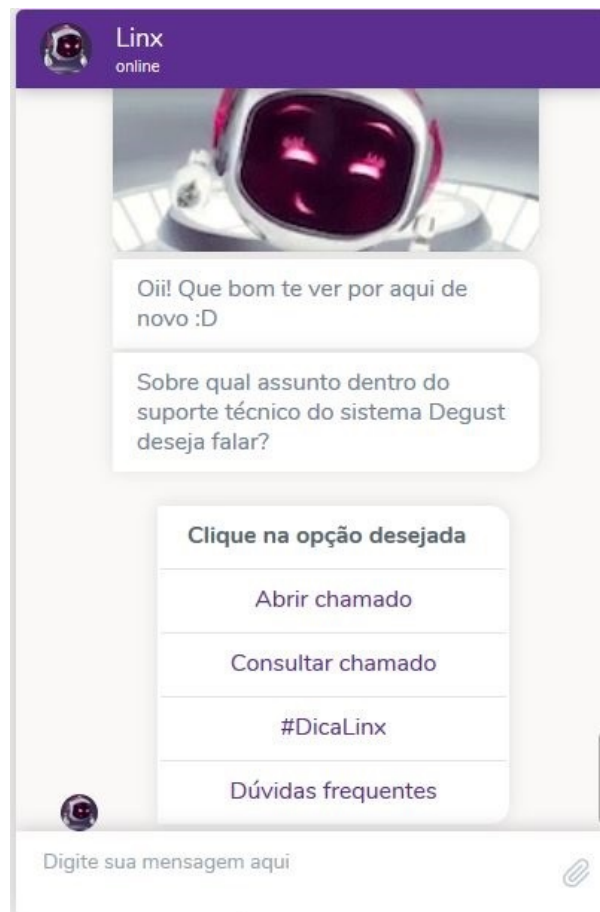 Linx
online
Oii! Que bom te ver por aqui de
novo :D
Sobre qual assunto dentro do
suporte técnico do sistema Degust
deseja falar?
Clique na opção desejada
Abrir chamado
Consultar chamado
#DicaLinx
Dúvidas frequentes
Digite sua mensagem aqui